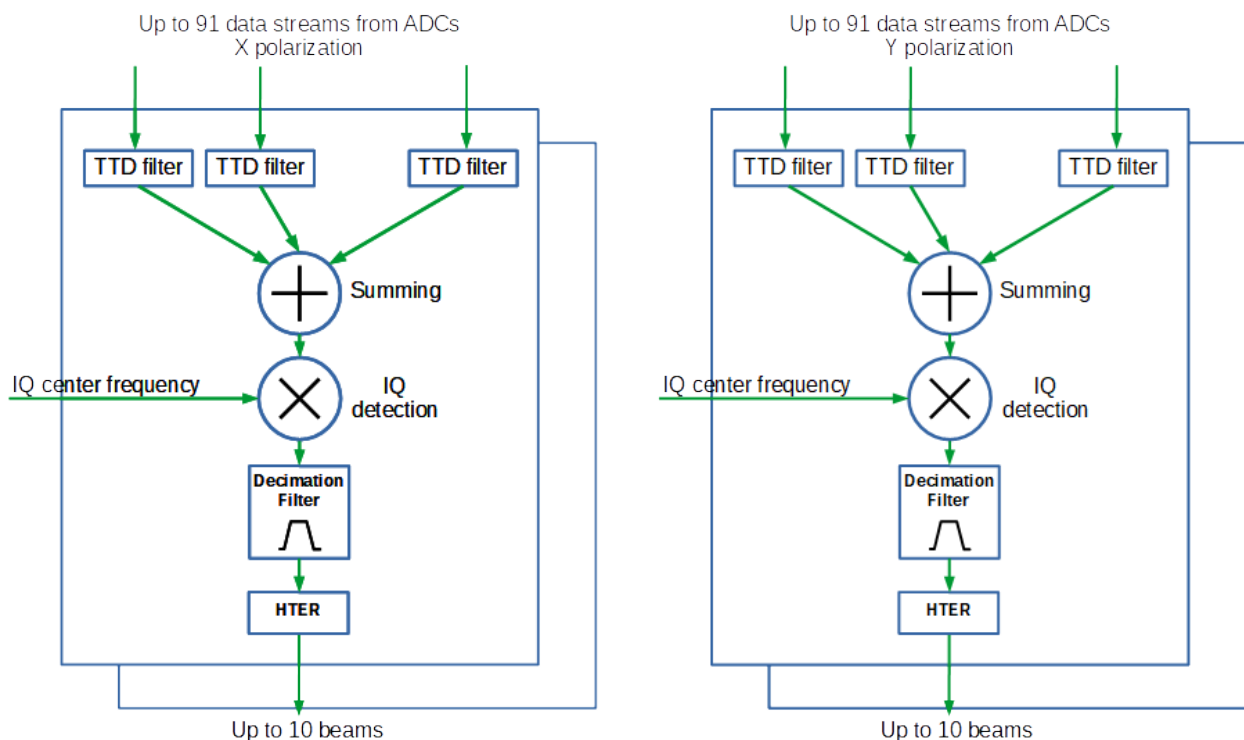 Up to 91 data streams from ADCs
X polarization
TTD filter
TTD filter
TTD filter
Summing
IQ center frequency
IQ
detection
Decimation
Filter
HTER
Up to 10 beams
Up to 91 data streams from ADCs
Y polarization
TTD filter
TTD filter
TTD filter
Summing
IQ center frequency
IQ
detection
Decimation
Filter
HTER
Up to 10 beams